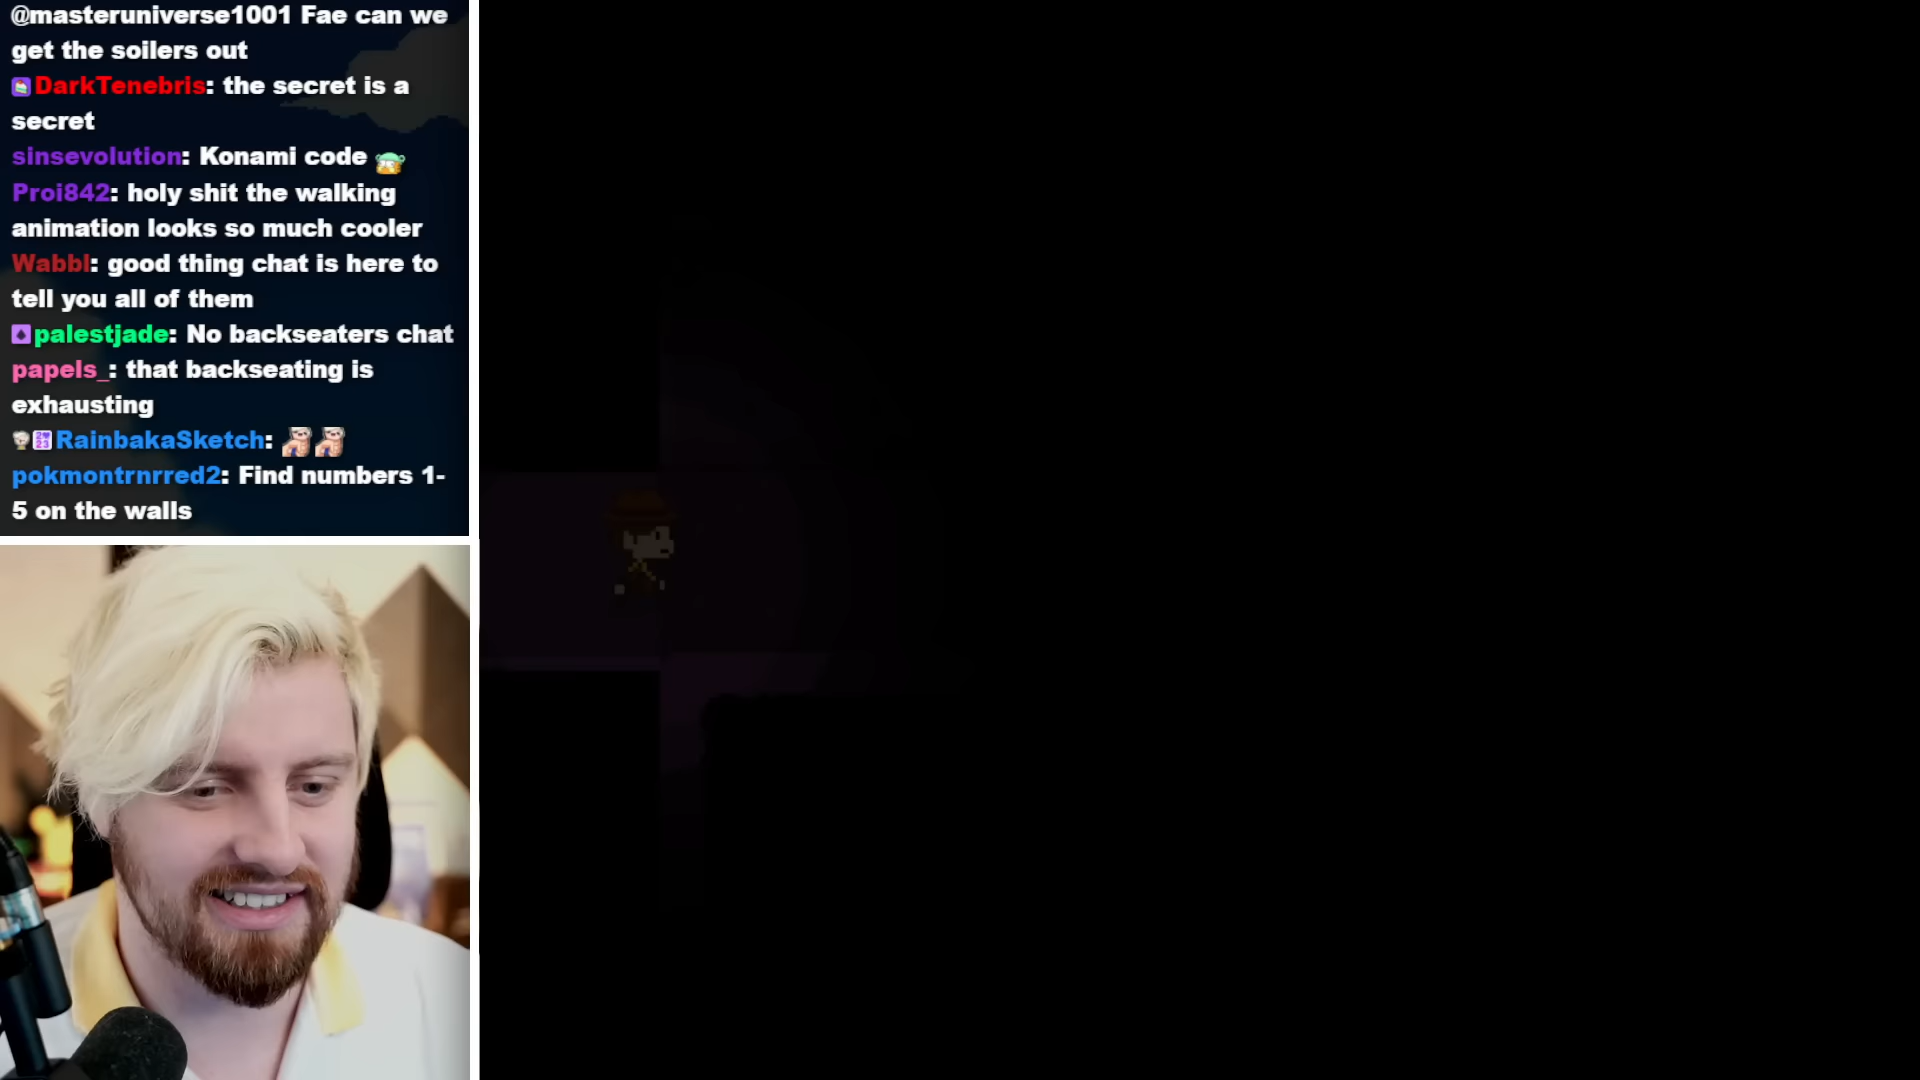 @masteruniverse1001 Fae can we
get the soilers out
DarkTenebris: the secret is a
secret
sinsevolution: Konami code
Proi842: holy shit the walking
animation looks so much cooler
Wabbl: good thing chat is here to
tell you all of them
palestjade: No backseaters chat
papels_: that backseating is
exhausting
RainbakaSketch:
pokmontrnrred2: Find numbers 1-
5 on the walls